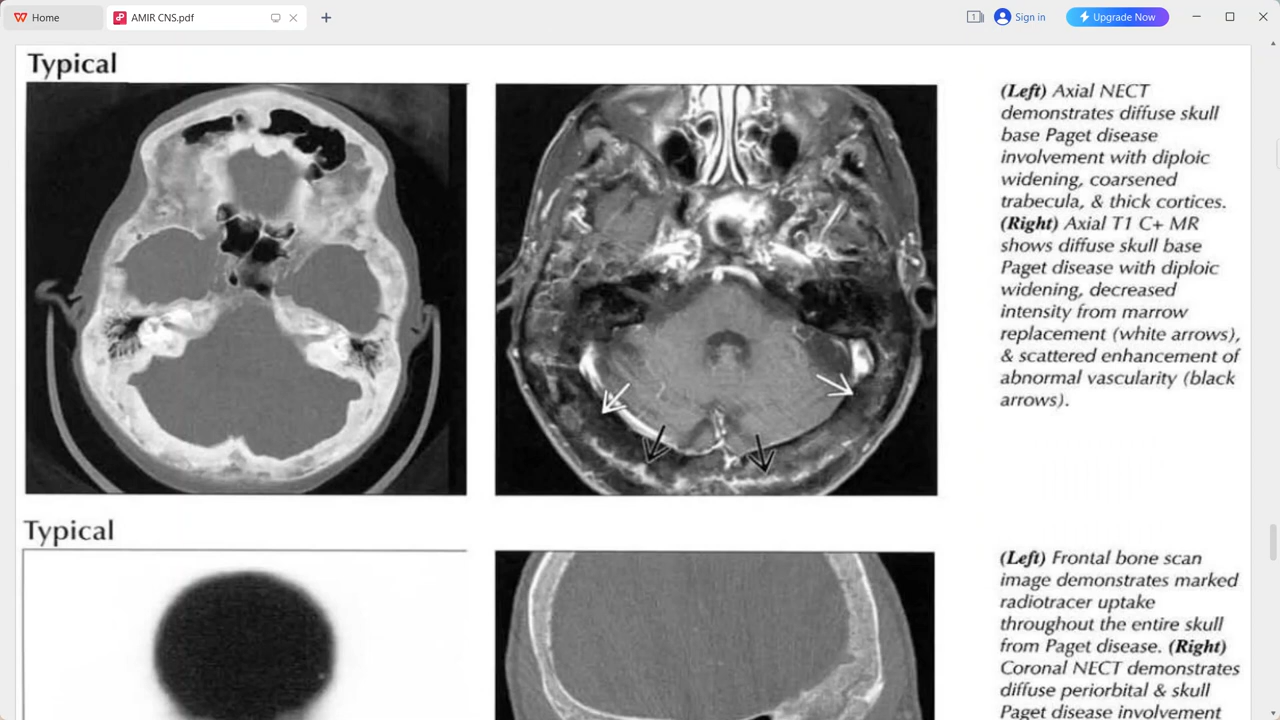 Home
AMIR CNS.pdf
1
Sign in
Upgrade Now
Typical
(Left) Axial NECT
demonstrates diffuse skull
base Paget disease
involvement with diploic
widening, coarsened
trabecula, & thick cortices.
(Right) Axial T1 C+ MR
shows diffuse skull base
Paget disease with diploic
widening, decreased
intensity from marrow
replacement (white arrows),
& scattered enhancement of
abnormal vascularity (black
arrows).
Typical
(Left) Frontal bone scan
image demonstrates marked
radiotracer uptake
throughout the entire skull
from Paget disease. (Right)
Coronal NECT demonstrates
diffuse periorbital & skull
Paget disease involvement